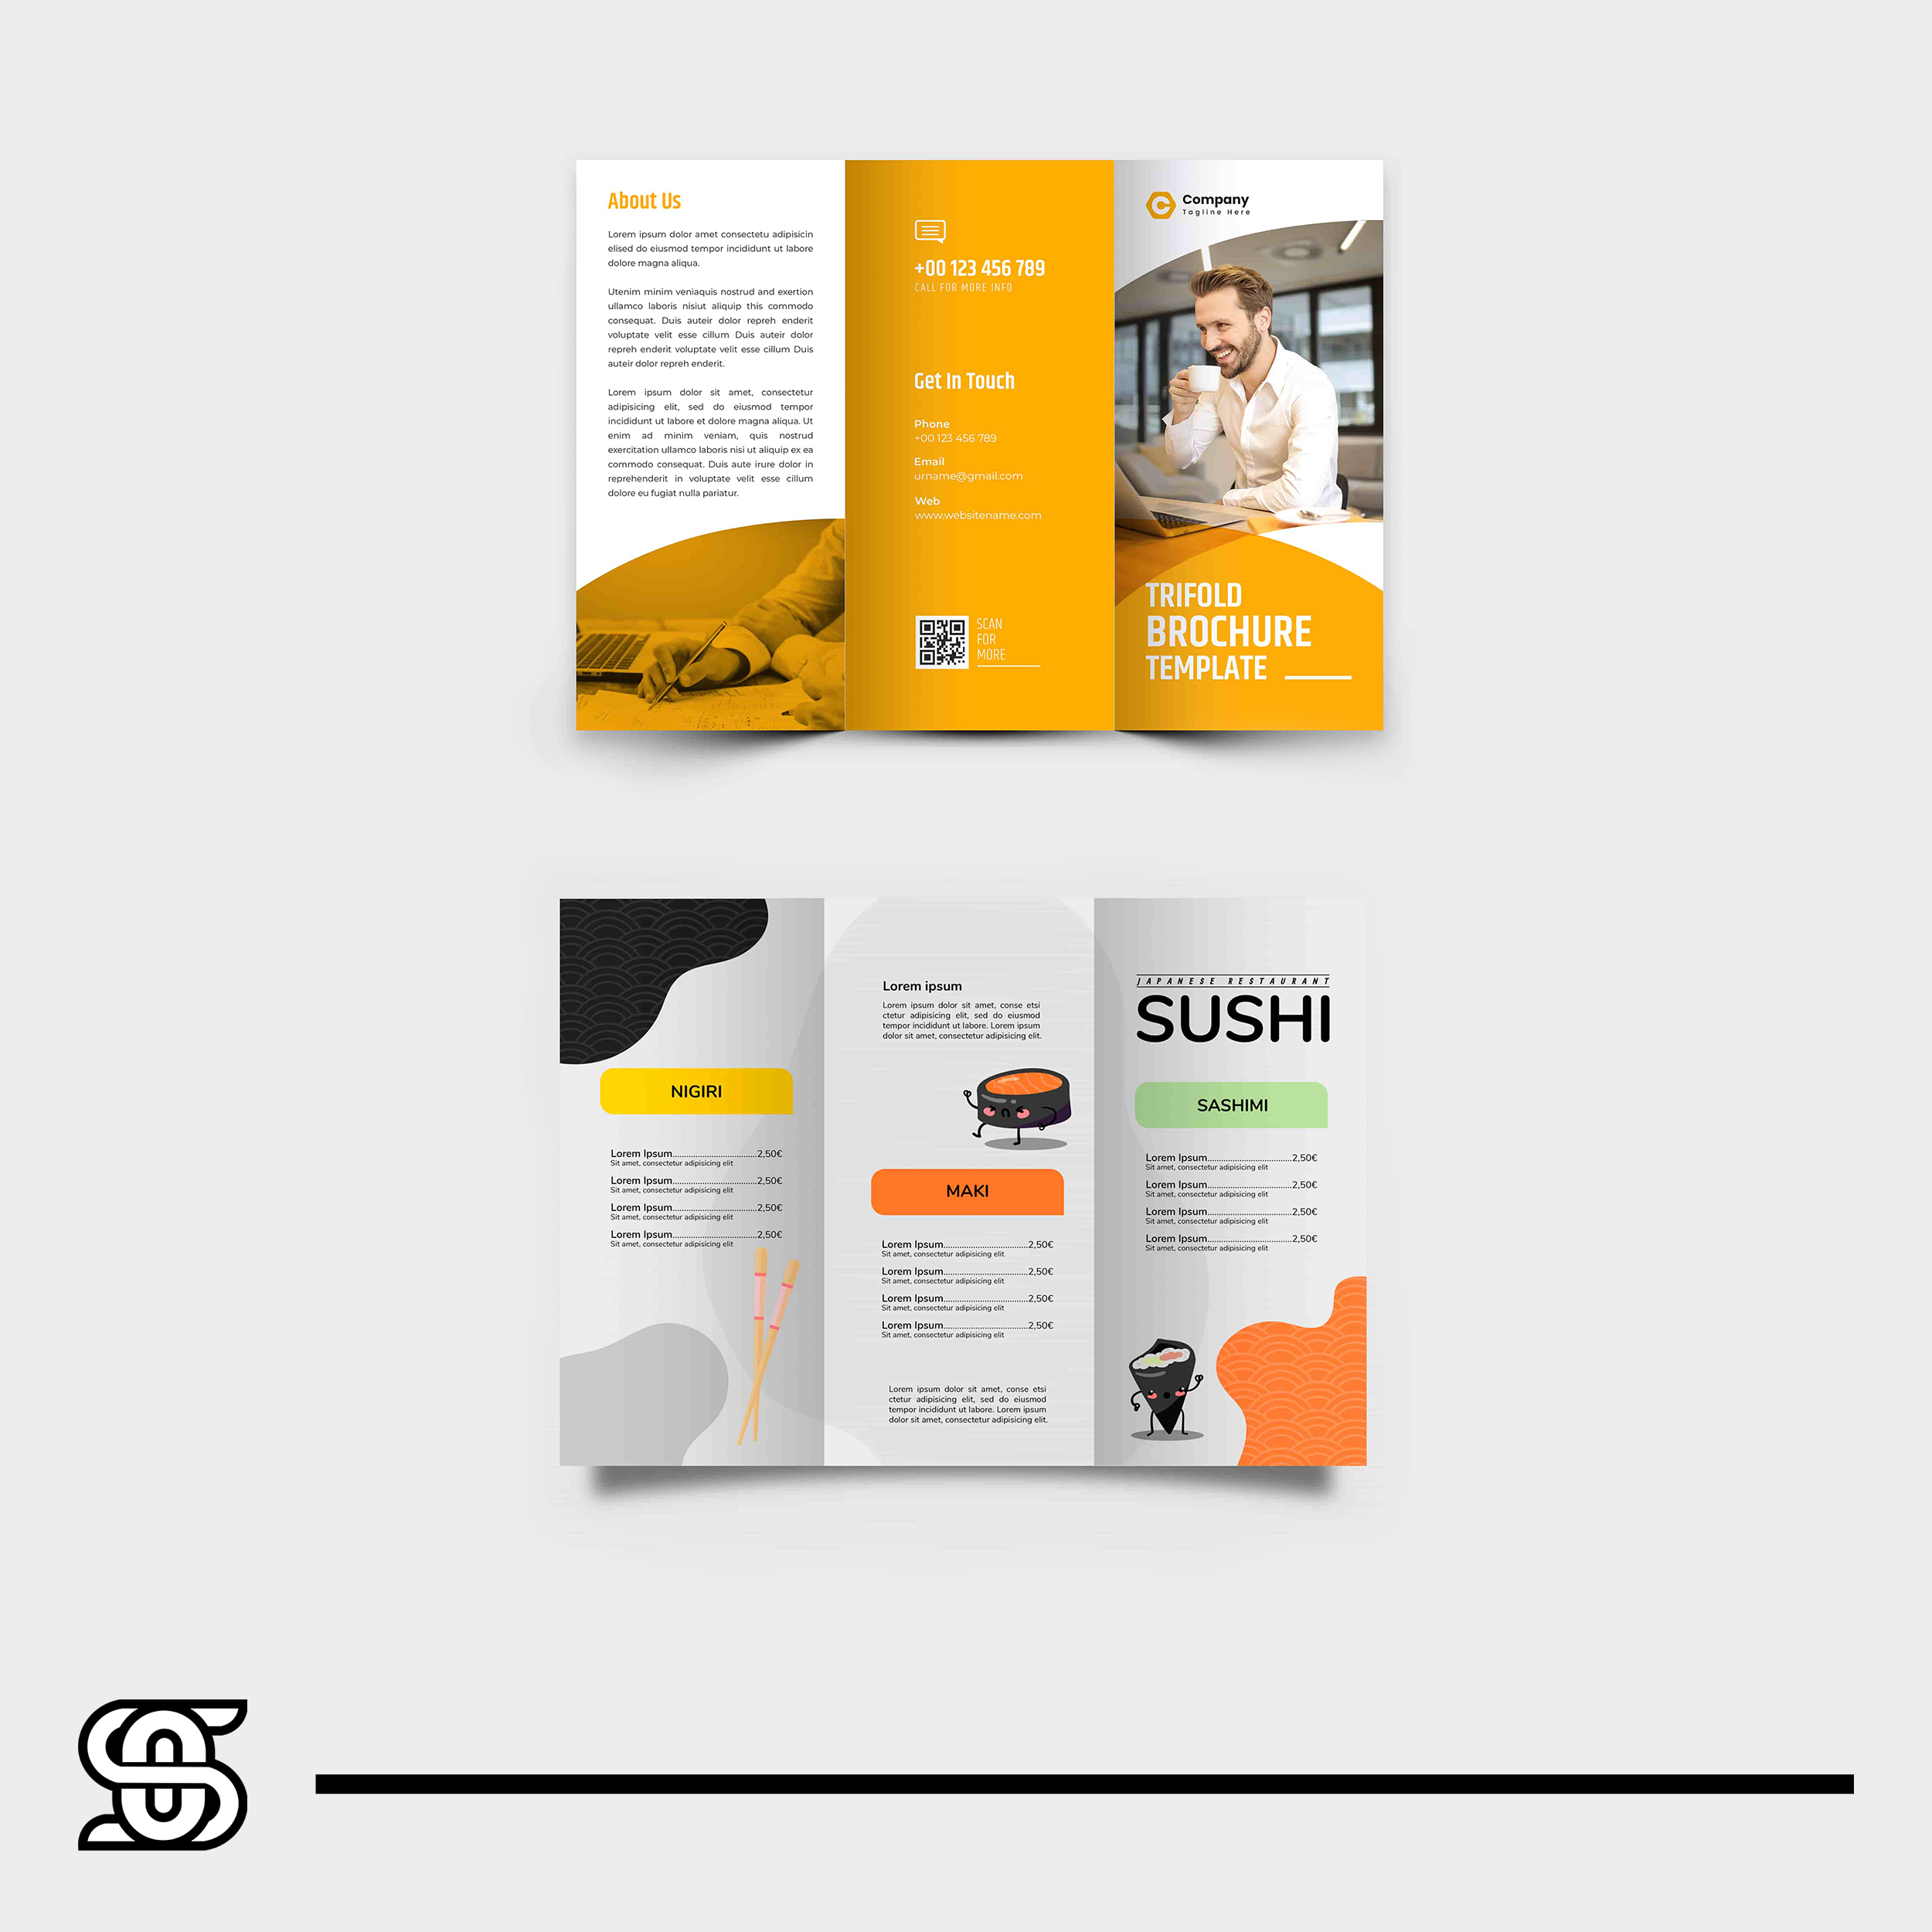 About Us
Lorem ipsum dolor amet consectetu adipisicin
elised do eiusmod tempor incididunt ut labore
dolore magna aliqua.
Utenim minim veniaquis nostrud and exertion
ullamco laboris nisiut aliquip this commodo
consequat. Duis auteir dolor repreh enderit
voluptate velit esse cillum Duis auteir dolor
repreh enderit voluptate velit esse cillum Duis
auteir dolor repreh enderit.
Lorem ipsum dolor sit amet, consectetur
adipisicing elit, sed do eiusmod tempor
incididunt ut labore et dolore magna aliqua. Ut
enim ad minim veniam, quis nostrud
exercitation ullamco laboris nisi ut aliquip ex ea
commodo consequat. Duis aute irure dolor in
reprehenderit in voluptate velit esse cillum
dolore eu fugiat nulla pariatur.
+00 123 456 789
CALL FOR MORE INFO
Get In Touch
Phone
+00 123 456 789
Email
urname@gmail.com
Web
www.websitename.com
SCAN
FOR
MORE
Company
Tagline Here
TRIFOLD
BROCHURE
TEMPLATE
NIGIRI
Lorem Ipsum.....................................2,50€
Sit amet, consectetur adipisicing elit
Lorem Ipsum.....................................2,50€
Sit amet, consectetur adipisicing elit
Lorem Ipsum.....................................2,50€
Sit amet, consectetur adipisicing elit
Lorem Ipsum.....................................2,50€
Sit amet, consectetur adipisicing elit
Lorem ipsum
Lorem ipsum dolor sit amet, conse etsi
ctetur adipisicing elit, sed do eiusmod
tempor incididunt ut labore. Lorem ipsum
dolor sit amet, consectetur adipisicing elit.
MAKI
Lorem Ipsum.....................................2,50€
Sit amet, consectetur adipisicing elit
Lorem Ipsum.....................................2,50€
Sit amet, consectetur adipisicing elit
Lorem Ipsum.....................................2,50€
Sit amet, consectetur adipisicing elit
Lorem Ipsum.....................................2,50€
Sit amet, consectetur adipisicing elit
Lorem ipsum dolor sit amet, conse etsi
ctetur adipisicing elit, sed do eiusmod
tempor incididunt ut labore. Lorem ipsum
dolor sit amet, consectetur adipisicing elit.
JAPANESE RESTAURANT
SUSHI
SASHIMI
Lorem Ipsum.....................................2,50€
Sit amet, consectetur adipisicing elit
Lorem Ipsum.....................................2,50€
Sit amet, consectetur adipisicing elit
Lorem Ipsum.....................................2,50€
Sit amet, consectetur adipisicing elit
Lorem Ipsum.....................................2,50€
Sit amet, consectetur adipisicing elit